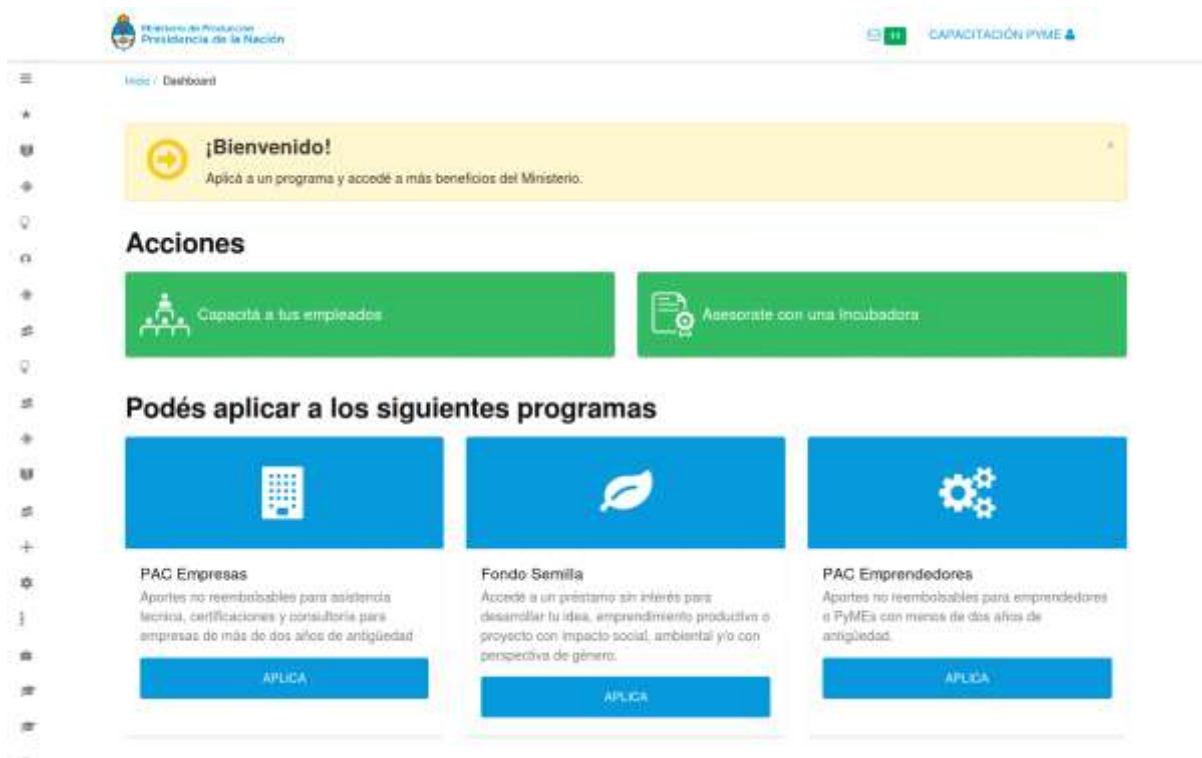 Ministerio de Producción
Presidencia de la Nación
11
CAPACITACIÓN PYME
Inicio / Dashboard
¡Bienvenido!
×
Aplicá a un programa y accedé a más beneficios del Ministerio.
Acciones
Capacitá a tus empleados
Asesorate con una Incubadora
Podés aplicar a los siguientes programas
PAC Empresas
Aportes no reembolsables para asistencia
tecnica, certificaciones y consultoria para
empresas de más de dos años de antigüedad
APLICA
Fondo Semilla
Accedé a un préstamo sin interés para
desarrollar tu idea, emprendimiento productivo o
proyecto con impacto social, ambiental y/o con
perspectiva de género.
APLICA
PAC Emprendedores
Aportes no reembolsables para emprendedores
o PyMEs con menos de dos años de
antigüedad.
APLICA